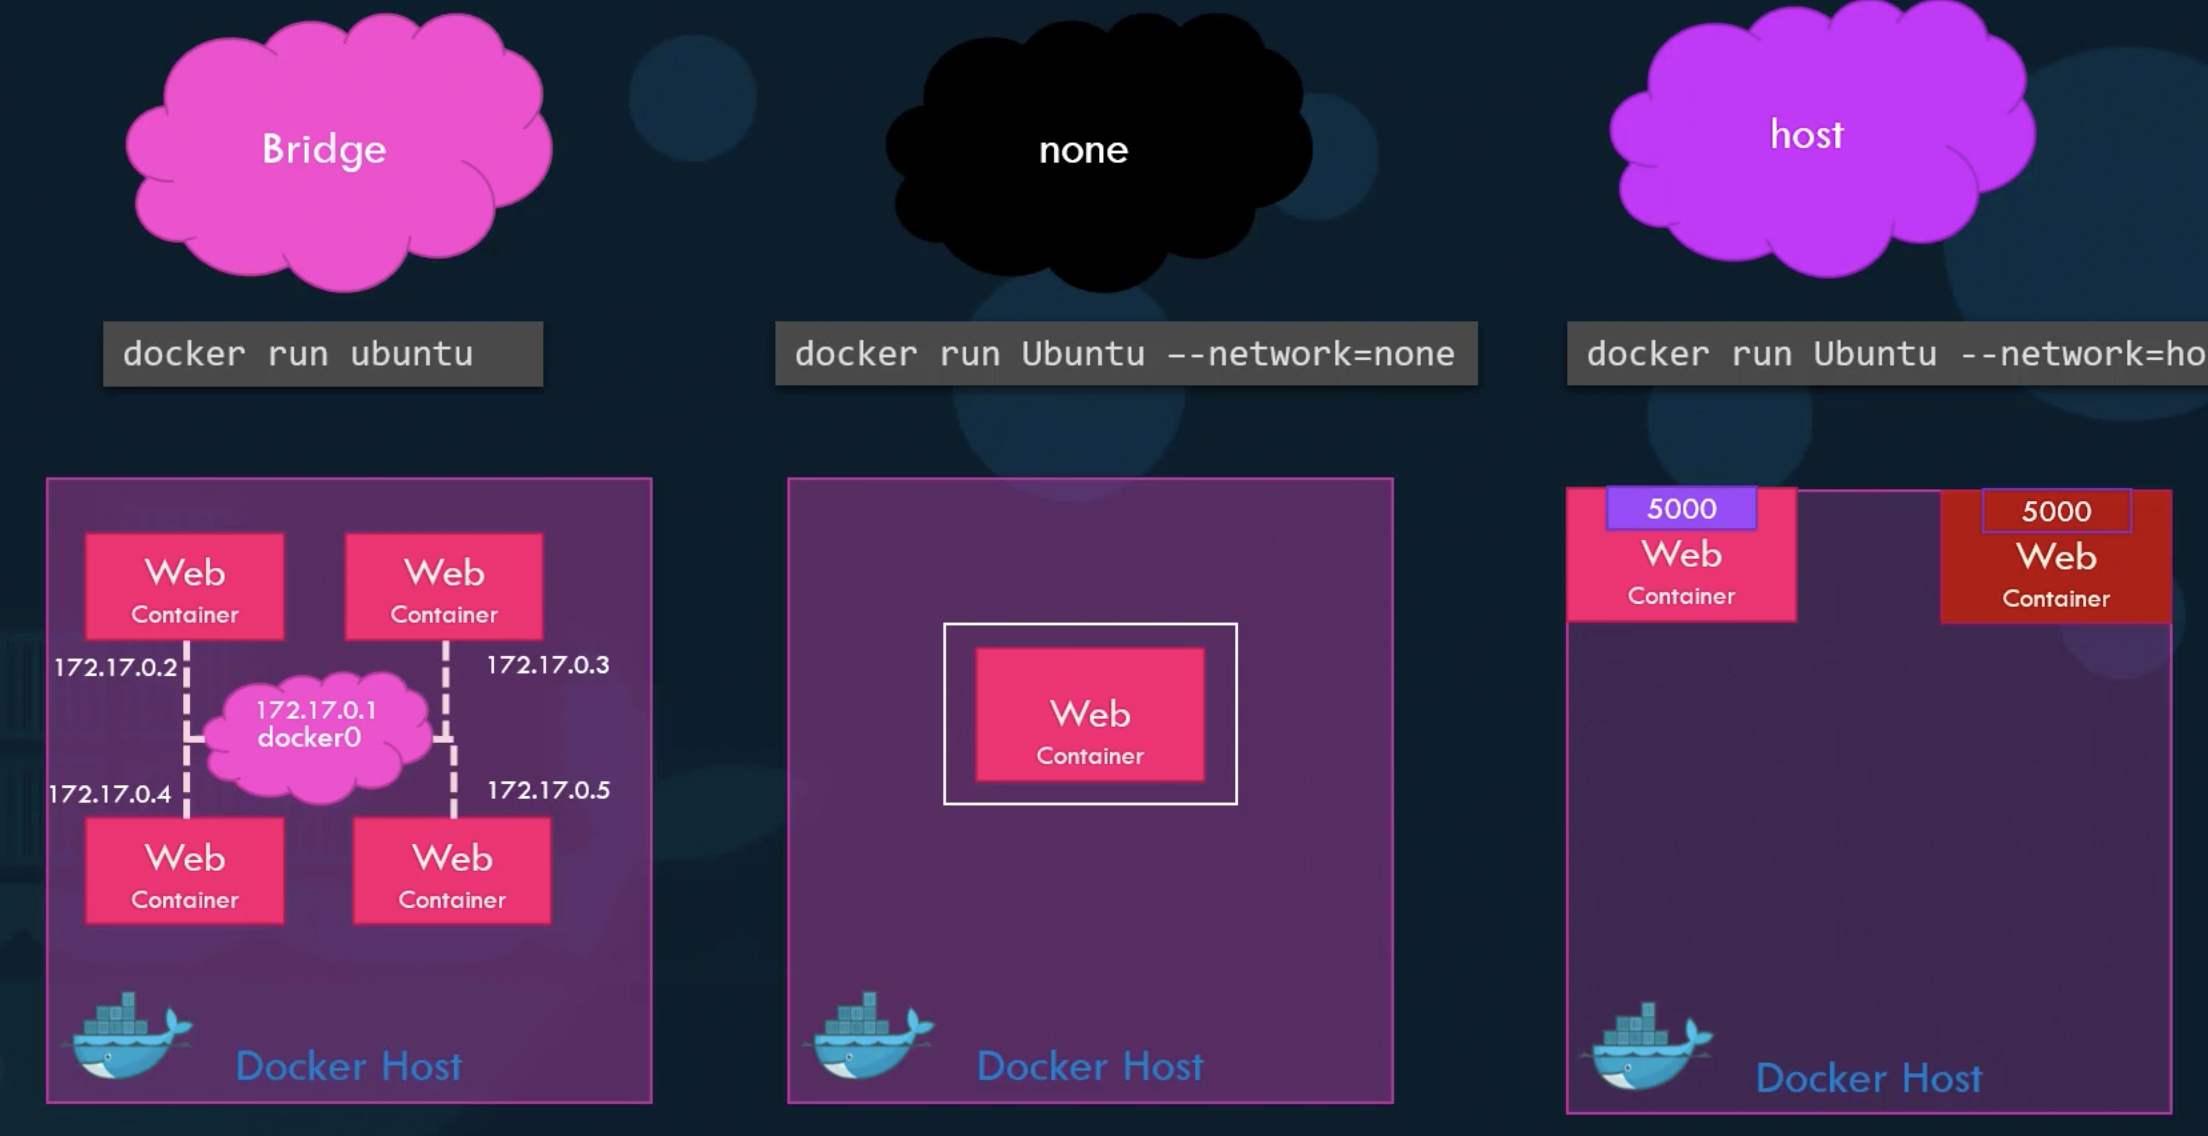 Bridge
none
host
docker run ubuntu
docker run Ubuntu --network=none
docker run Ubuntu --network=ho
Web
Container
Web
Container
172.17.0.2
172.17.0.3
172.17.0.1
docker0
172.17.0.4
172.17.0.5
Web
Container
Web
Container
Docker Host
Web
Container
Docker Host
5000
Web
Container
5000
Web
Container
Docker Host